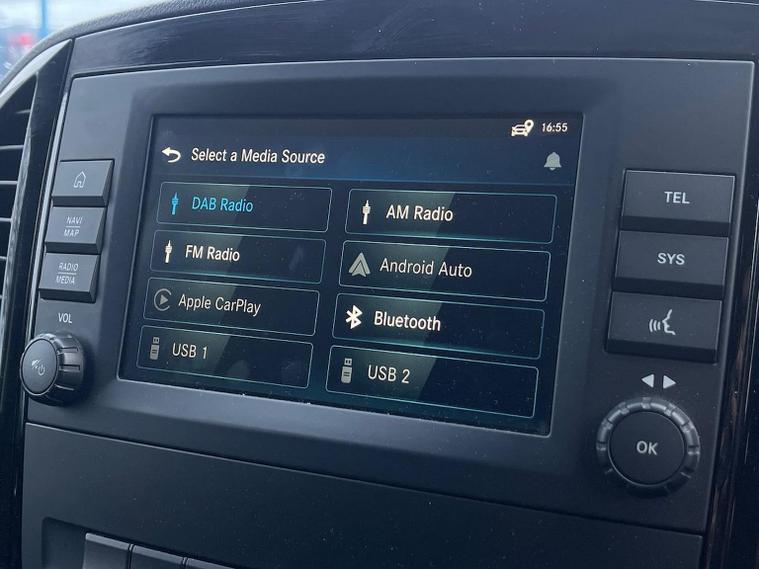 16:55
Select a Media Source
DAB Radio
AM Radio
FM Radio
Android Auto
Apple CarPlay
Bluetooth
USB 1
USB 2
NAVI
MAP
RADIO
MEDIA
VOL
TEL
SYS
OK